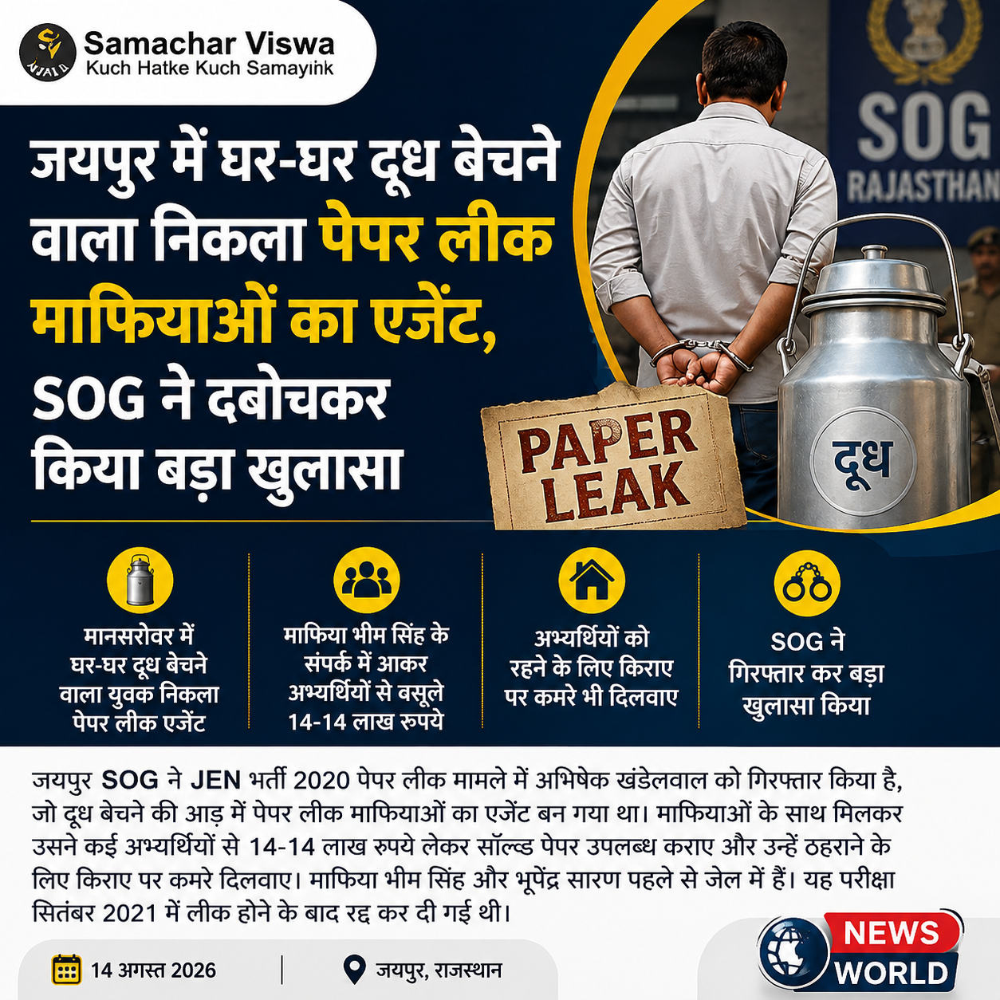 Samachar Viswa
Kuch Hatke Kuch Samayink
जयपुर में घर-घर दूध बेचने
वाला निकला पेपर लीक
माफियाओं का एजेंट,
SOG ने दबोचकर
किया बड़ा खुलासा
SOG
RAJASTHAN
PAPER
LEAK
दूध
मानसरोवर में
घर-घर दूध बेचने
वाला युवक निकला
पेपर लीक एजेंट
माफिया भीम सिंह के
संपर्क में आकर
अभ्यर्थियों से वसूले
14-14 लाख रुपये
अभ्यर्थियों को
रहने के लिए किराए
पर कमरे भी दिलवाए
SOG ने
गिरफ्तार कर बड़ा
खुलासा किया
जयपुर SOG ने JEN भर्ती 2020 पेपर लीक मामले में अभिषेक खंडेलवाल को गिरफ्तार किया है,
जो दूध बेचने की आड़ में पेपर लीक माफियाओं का एजेंट बन गया था। माफियाओं के साथ मिलकर
उसने कई अभ्यर्थियों से 14-14 लाख रुपये लेकर सॉल्व्ड पेपर उपलब्ध कराए और उन्हें ठहराने के
लिए किराए पर कमरे दिलवाए। माफिया भीम सिंह और भूपेंद्र सारण पहले से जेल में हैं। यह परीक्षा
सितंबर 2021 में लीक होने के बाद रद्द कर दी गई थी।
14 अगस्त 2026
जयपुर, राजस्थान
NEWS
WORLD